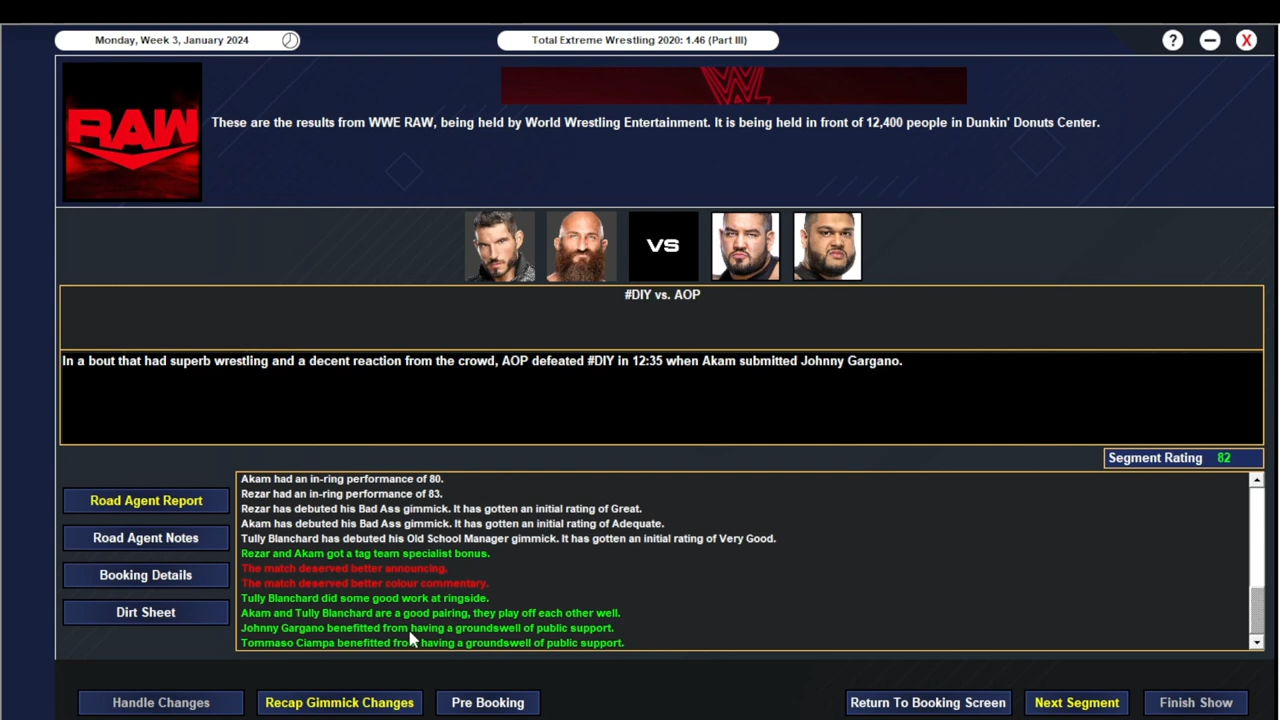 Monday, Week 3, January 2024
Total Extreme Wrestling 2020: 1.46 (Part III)
?
X
RAW
These are the results from WWE RAW, being held by World Wrestling Entertainment. It is being held in front of 12,400 people in Dunkin' Donuts Center.
VS
#DIY vs. AOP
In a bout that had superb wrestling and a decent reaction from the crowd, AOP defeated #DIY in 12:35 when Akam submitted Johnny Gargano.
Segment Rating 82
Road Agent Report
Road Agent Notes
Booking Details
Dirt Sheet
Akam had an in-ring performance of 80.
Rezar had an in-ring performance of 83.
Rezar has debuted his Bad Ass gimmick. It has gotten an initial rating of Great.
Akam has debuted his Bad Ass gimmick. It has gotten an initial rating of Adequate.
Tully Blanchard has debuted his Old School Manager gimmick. It has gotten an initial rating of Very Good.
Rezar and Akam got a tag team specialist bonus.
The match deserved better announcing.
The match deserved better colour commentary.
Tully Blanchard did some good work at ringside.
Akam and Tully Blanchard are a good pairing, they play off each other well.
Johnny Gargano benefitted from having a groundswell of public support.
Tommaso Ciampa benefitted from having a groundswell of public support.
Handle Changes
Recap Gimmick Changes
Pre Booking
Return To Booking Screen
Next Segment
Finish Show